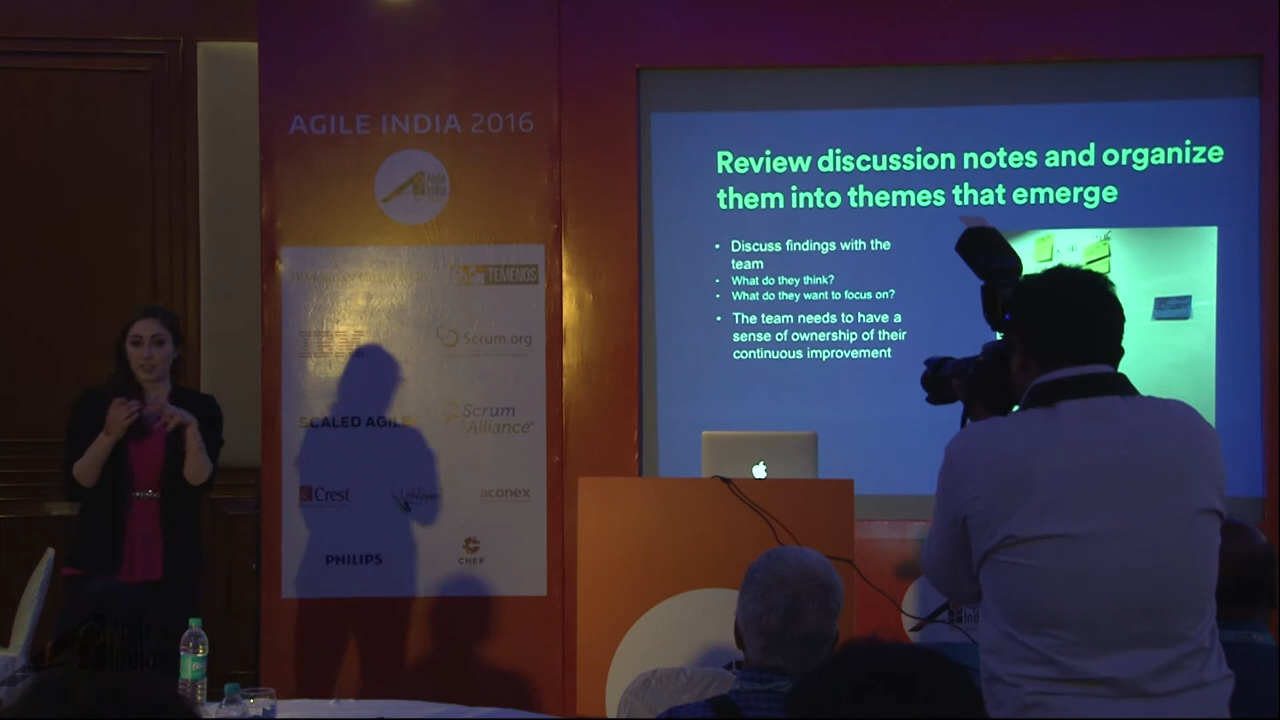 AGILE INDIA 2016
Agile
India
TEMENOS
Scrum.org
SCALED AGILE
Scrum
Alliance
Crest
aconex
PHILIPS
CHEF
Review discussion notes and organize
them into themes that emerge
• Discuss findings with the
team
• What do they think?
• What do they want to focus on?
• The team needs to have a
sense of ownership of their
continuous improvement